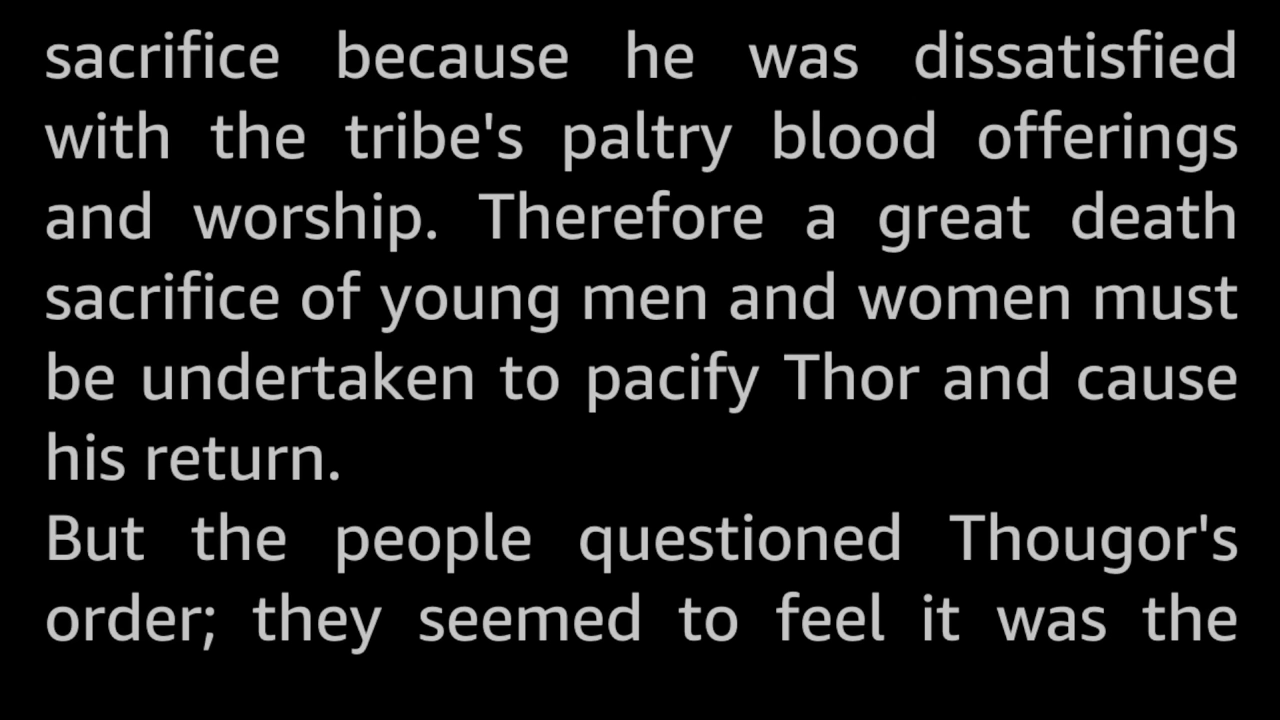 sacrifice because he was dissatisfied
with the tribe's paltry blood offerings
and worship. Therefore a great death
sacrifice of young men and women must
be undertaken to pacify Thor and cause
his return.
But the people questioned Thougor's
order; they seemed to feel it was the